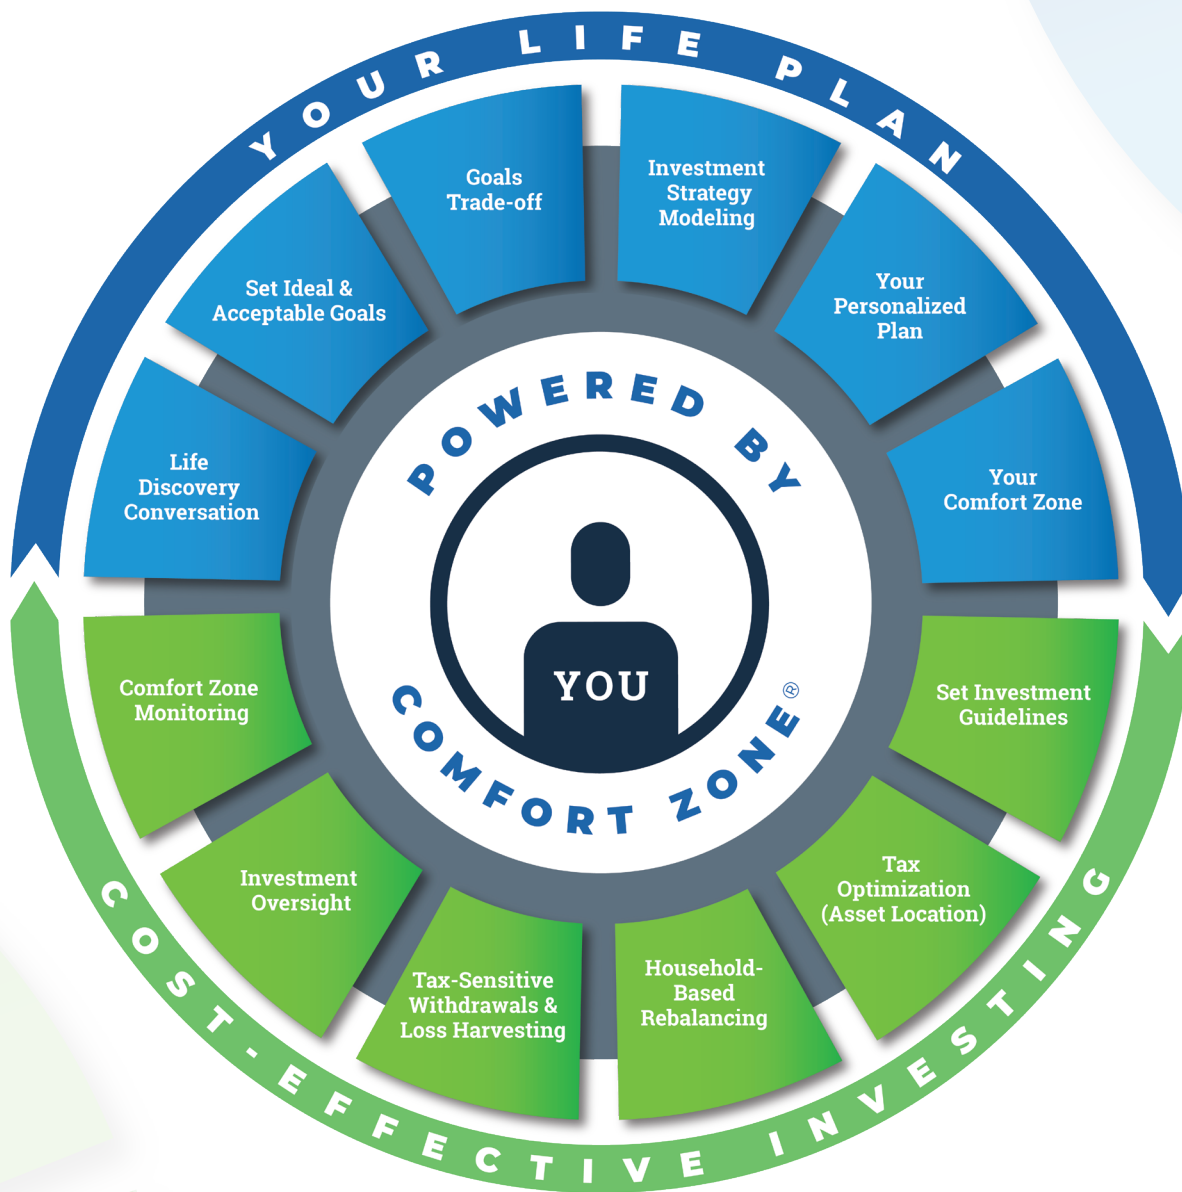 YOUR LIFE PLAN
Life
Discovery
Conversation
Set Ideal &
Acceptable Goals
Goals
Trade-off
Investment
Strategy
Modeling
Your
Personalized
Plan
Your
Comfort Zone
Set Investment
Guidelines
Tax
Optimization
(Asset Location)
Household-
Based
Rebalancing
Tax-Sensitive
Withdrawals &
Loss Harvesting
Investment
Oversight
Comfort Zone
Monitoring
COST-EFFECTIVE INVESTING
POWERED BY
YOU
COMFORT ZONE®